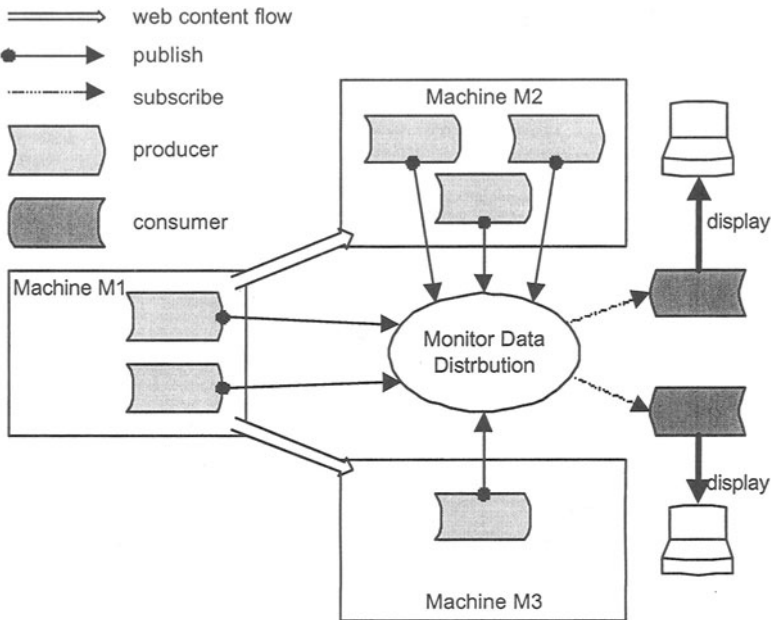 web content flow
publish
subscribe
producer
consumer
Machine M2
display
Machine M1
Monitor Data
Distrbution
display
Machine M3